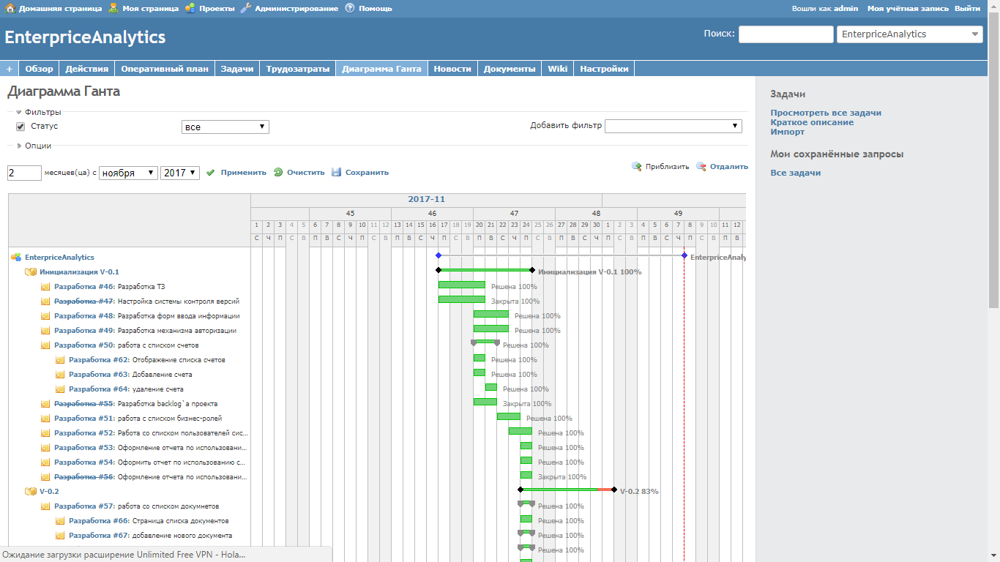 Домашняя страница Моя страница Проекты Администрирование Помощь Вошли как admin Моя учётная запись Выйти
EnterpriceAnalytics Поиск: EnterpriceAnalytics
+ Обзор Действия Оперативный план Задачи Трудозатраты Диаграмма Ганта Новости Документы Wiki Настройки
Диаграмма Ганта
Фильтры
Статус все Добавить фильтр
Опции
2 месяцев(ца) с ноября 2017 Применить Очистить Сохранить Приблизить Отдалить
2017-11
45 46 47 48 49
1 2 3 4 5 6 7 8 9 10 11 12 13 14 15 16 17 18 19 20 21 22 23 24 25 26 27 28 29 30 1 2 3 4 5 6 7 8 9 10 11 12
С Ч П С В П В С Ч П С В П В С Ч П С В П В С Ч П С В П В С Ч П С В П В С Ч П С В П В
EnterpriceAnalytics EnterpriceAnaly
Инициализация V-0.1 Инициализация V-0.1 100%
Разработка #46: Разработка ТЗ Решена 100%
Разработка #47: Настройка системы контроля версий Закрыта 100%
Разработка #48: Разработка форм ввода информации Решена 100%
Разработка #49: Разработка механизма авторизации Решена 100%
Разработка #50: работа с списком счетов Решена 100%
Разработка #62: Отображение списка счетов Решена 100%
Разработка #63: Добавление счета Решена 100%
Разработка #64: удаление счета Решена 100%
Разработка #55: Разработка backlog`а проекта Закрыта 100%
Разработка #51: работа с списком бизнес-ролей Решена 100%
Разработка #52: Работа со списком пользователей сис... Решена 100%
Разработка #53: Оформление отчета по использовани... Решена 100%
Разработка #54: Оформить отчет по использованию с... Решена 100%
Разработка #56: Оформление отчета по использовани... Закрыта 100%
V-0.2 V-0.2 83%
Разработка #57: работа со списком докумнетов Решена 100%
Разработка #66: Страница списка документов Решена 100%
Разработка #67: добавление нового документа Решена 100%
Решена 100%
Ожидание загрузки расширение Unlimited Free VPN - Hola...
Задачи
Просмотреть все задачи
Краткое описание
Импорт
Мои сохранённые запросы
Все задачи